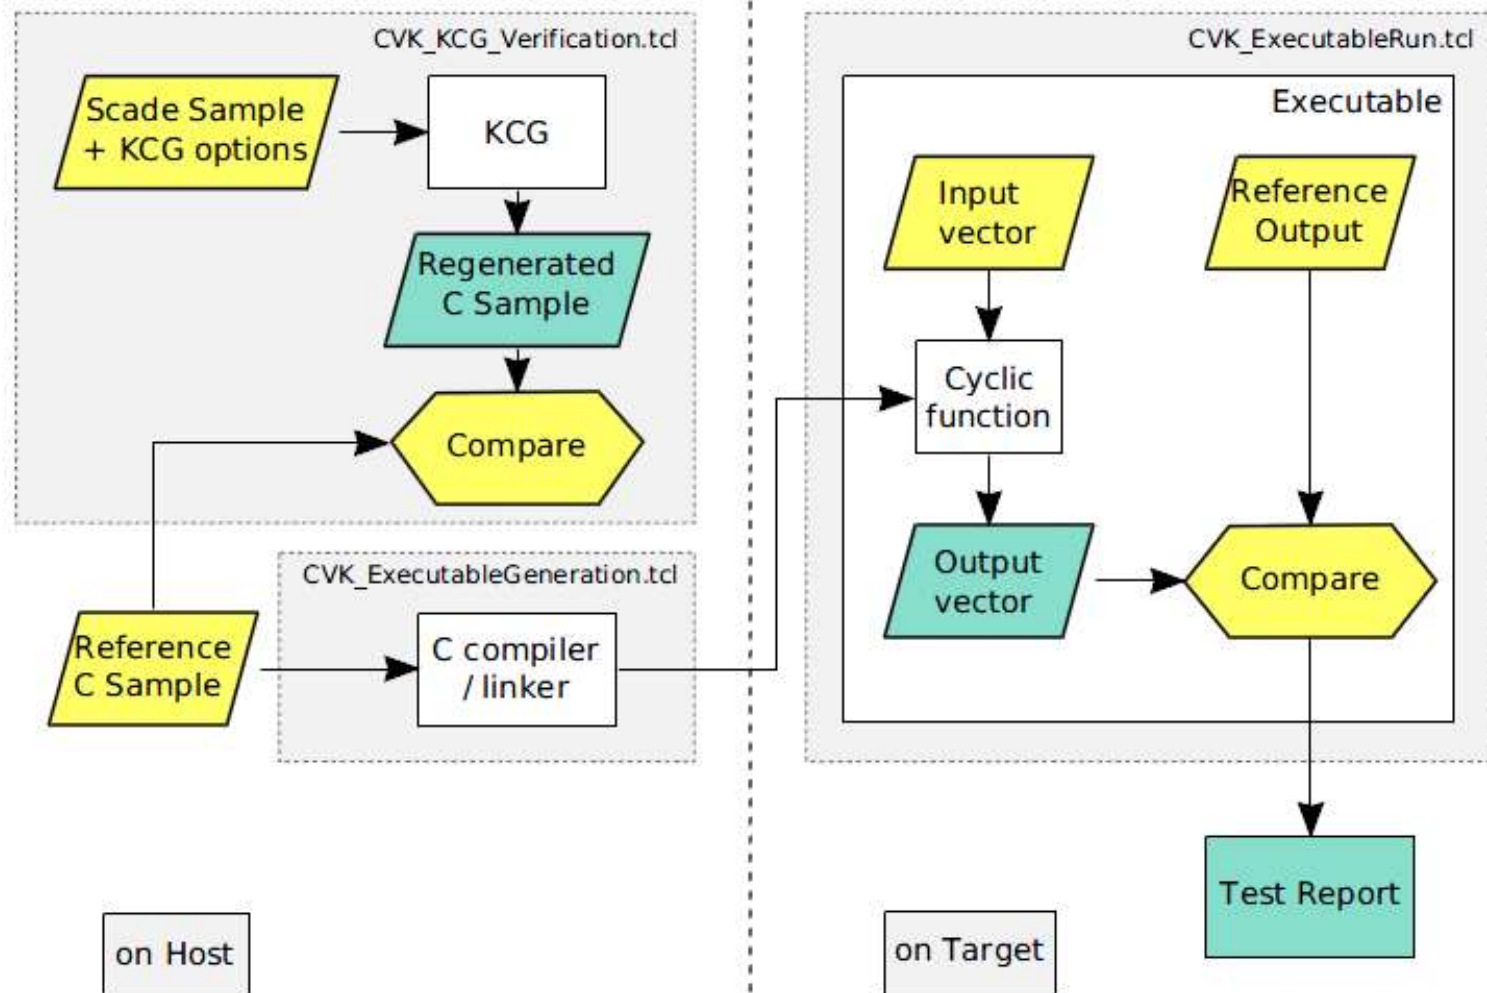 CVK_KCG_Verification.tcl
Scade Sample
+ KCG options
KCG
Regenerated
C Sample
Compare
CVK_ExecutableGeneration.tcl
Reference
C Sample
C compiler
/ linker
on Host
CVK_ExecutableRun.tcl
Executable
Input
vector
Reference
Output
Cyclic
function
Output
vector
Compare
Test Report
on Target